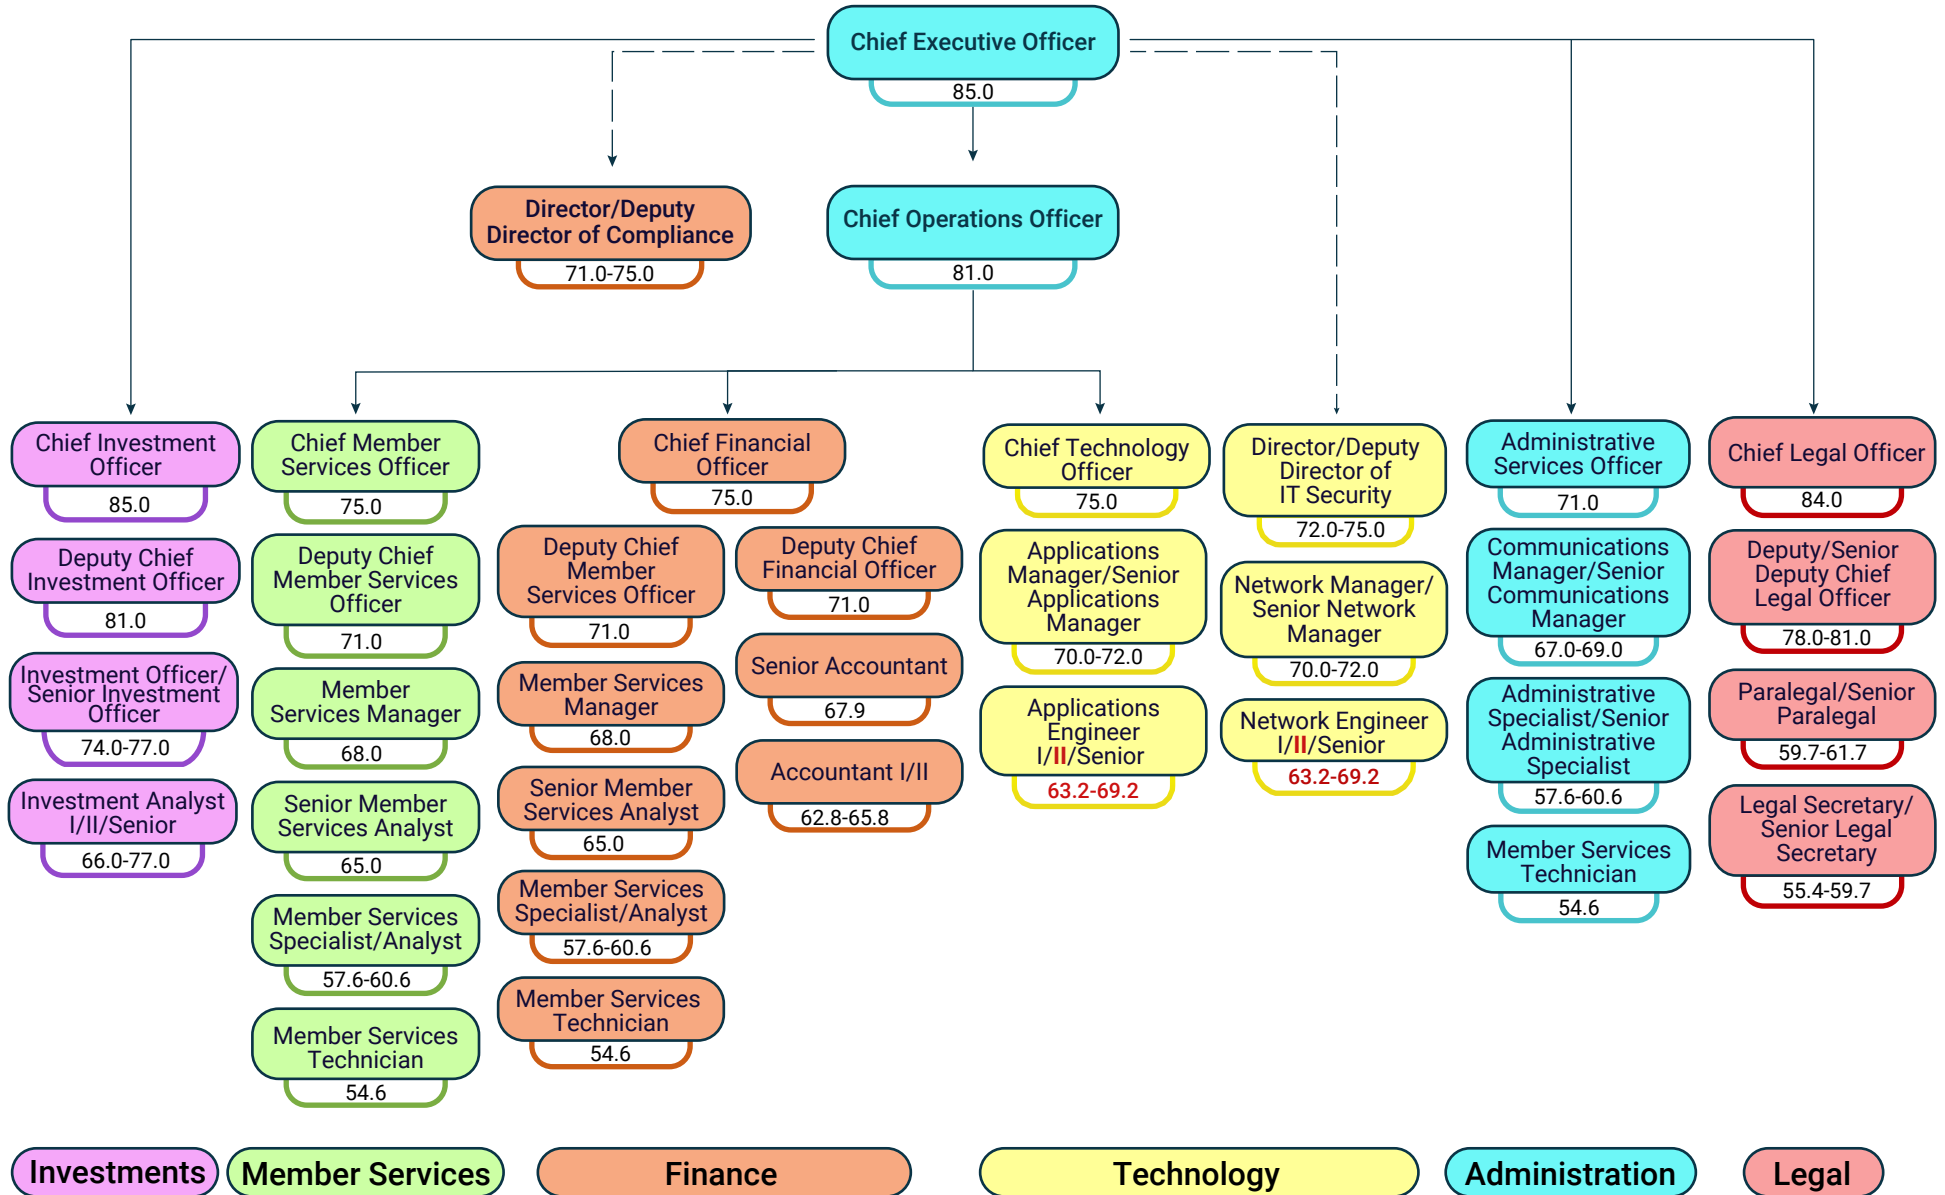 Chief Executive Officer
85.0
Director/Deputy
Director of Compliance
71.0-75.0
Chief Operations Officer
81.0
Chief Investment
Officer
85.0
Deputy Chief
Investment Officer
81.0
Investment Officer/
Senior Investment
Officer
74.0-77.0
Investment Analyst
I/II/Senior
66.0-77.0
Chief Member
Services Officer
75.0
Deputy Chief
Member Services
Officer
71.0
Member
Services Manager
68.0
Senior Member
Services Analyst
65.0
Member Services
Specialist/Analyst
57.6-60.6
Member Services
Technician
54.6
Chief Financial
Officer
75.0
Deputy Chief
Member
Services Officer
71.0
Member Services
Manager
68.0
Senior Member
Services Analyst
65.0
Member Services
Specialist/Analyst
57.6-60.6
Member Services
Technician
54.6
Deputy Chief
Financial Officer
71.0
Senior Accountant
67.9
Accountant I/II
62.8-65.8
Chief Technology
Officer
75.0
Applications
Manager/Senior
Applications
Manager
70.0-72.0
Applications
Engineer
I/II/Senior
63.2-69.2
Director/Deputy
Director of
IT Security
72.0-75.0
Network Manager/
Senior Network
Manager
70.0-72.0
Network Engineer
I/II/Senior
63.2-69.2
Administrative
Services Officer
71.0
Communications
Manager/Senior
Communications
Manager
67.0-69.0
Administrative
Specialist/Senior
Administrative
Specialist
57.6-60.6
Member Services
Technician
54.6
Chief Legal Officer
84.0
Deputy/Senior
Deputy Chief
Legal Officer
78.0-81.0
Paralegal/Senior
Paralegal
59.7-61.7
Legal Secretary/
Senior Legal
Secretary
55.4-59.7
Investments
Member Services
Finance
Technology
Administration
Legal